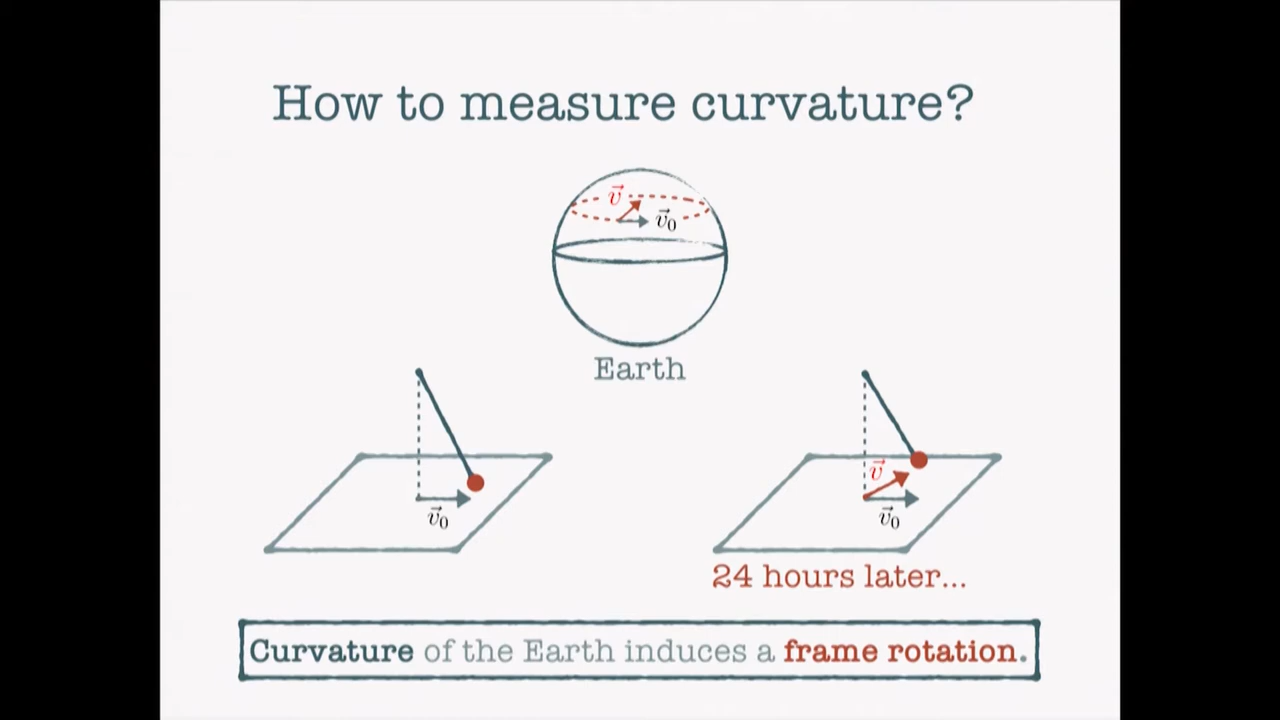 How to measure curvature?
v⃗
v⃗₀
Earth
v⃗
v⃗₀
v⃗₀
24 hours later...
Curvature of the Earth induces a frame rotation.